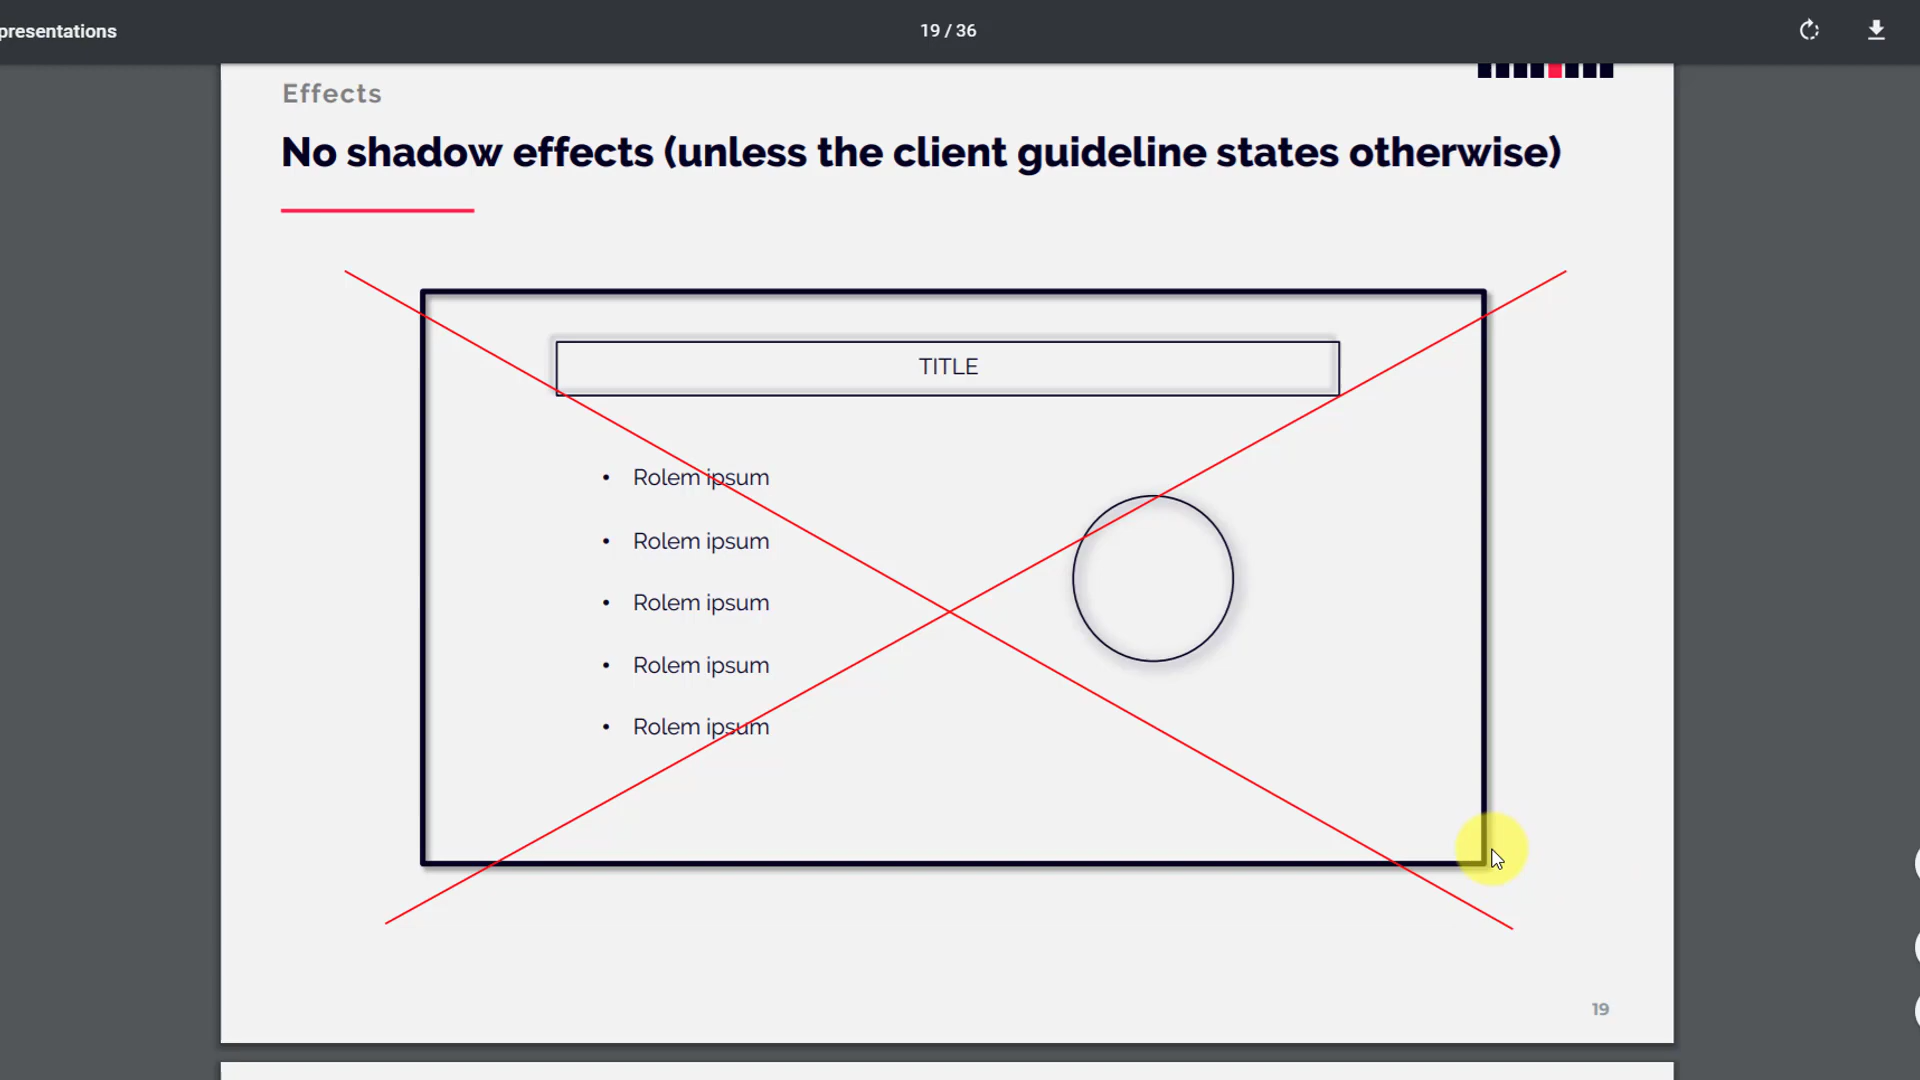 presentations
19 / 36
Effects
No shadow effects (unless the client guideline states otherwise)
TITLE
• Rolem ipsum
• Rolem ipsum
• Rolem ipsum
• Rolem ipsum
• Rolem ipsum
19